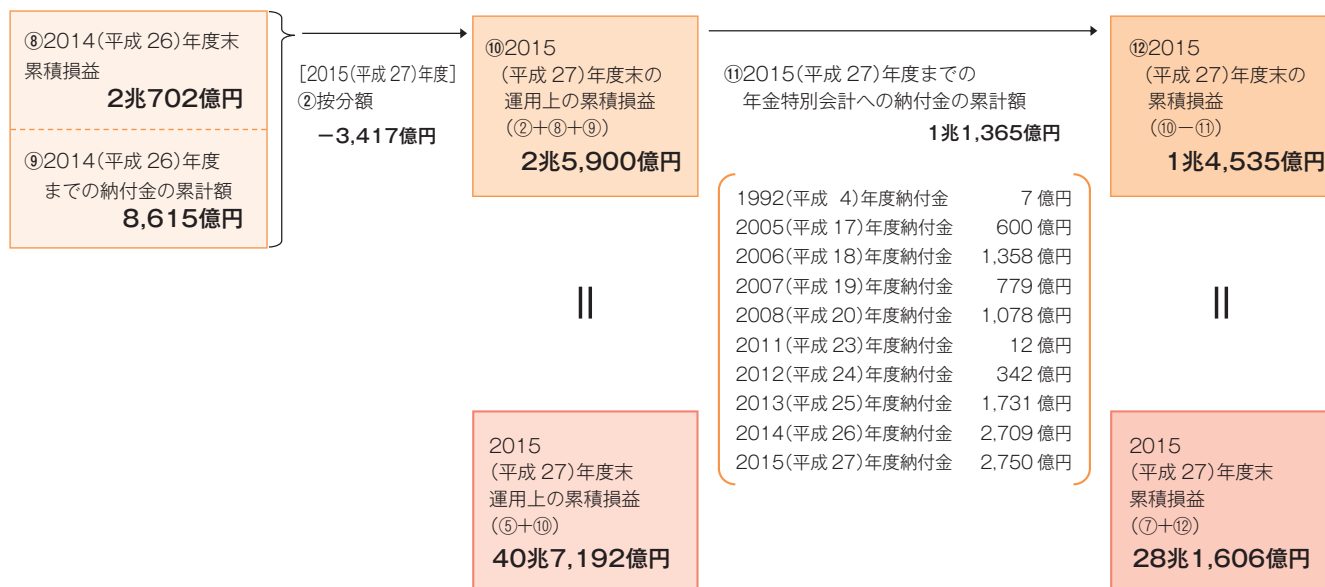 ⑧2014(平成 26)年度末
累積損益
2兆702億円
⑨2014(平成 26)年度
までの納付金の累計額
8,615億円
[2015(平成 27)年度]
②按分額
−3,417億円
⑩2015
(平成 27)年度末の
運用上の累積損益
(②+⑧+⑨)
2兆5,900億円
⑪2015(平成 27)年度までの
年金特別会計への納付金の累計額
1兆1,365億円
1992(平成 4)年度納付金 7 億円
2005(平成 17)年度納付金 600 億円
2006(平成 18)年度納付金 1,358 億円
2007(平成 19)年度納付金 779 億円
2008(平成 20)年度納付金 1,078 億円
2011(平成 23)年度納付金 12 億円
2012(平成 24)年度納付金 342 億円
2013(平成 25)年度納付金 1,731 億円
2014(平成 26)年度納付金 2,709 億円
2015(平成 27)年度納付金 2,750 億円
⑫2015
(平成 27)年度末の
累積損益
(⑩−⑪)
1兆4,535億円
=
=
2015
(平成 27)年度末
運用上の累積損益
(⑤+⑩)
40兆7,192億円
2015
(平成 27)年度末
累積損益
(⑦+⑫)
28兆1,606億円